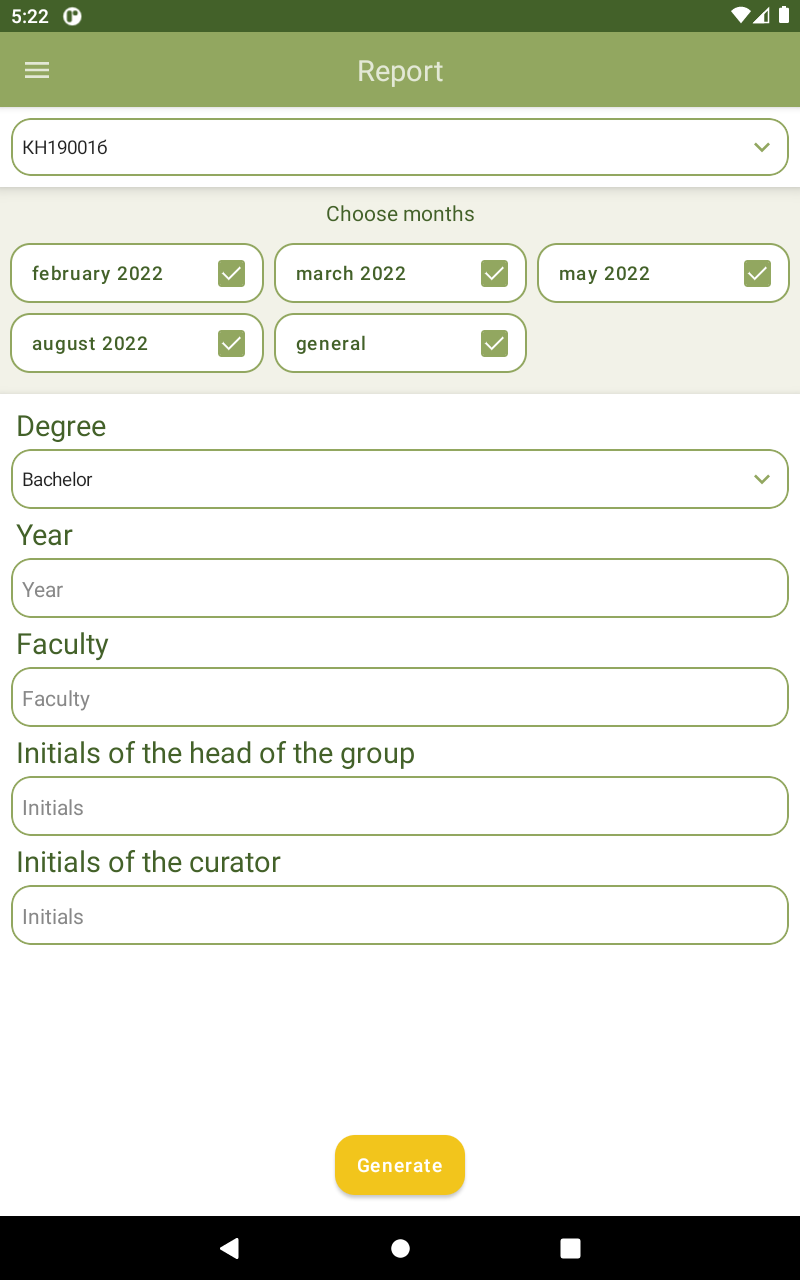 5:22
Report
КН19001б
Choose months
february 2022
march 2022
may 2022
august 2022
general
Degree
Bachelor
Year
Year
Faculty
Faculty
Initials of the head of the group
Initials
Initials of the curator
Initials
Generate